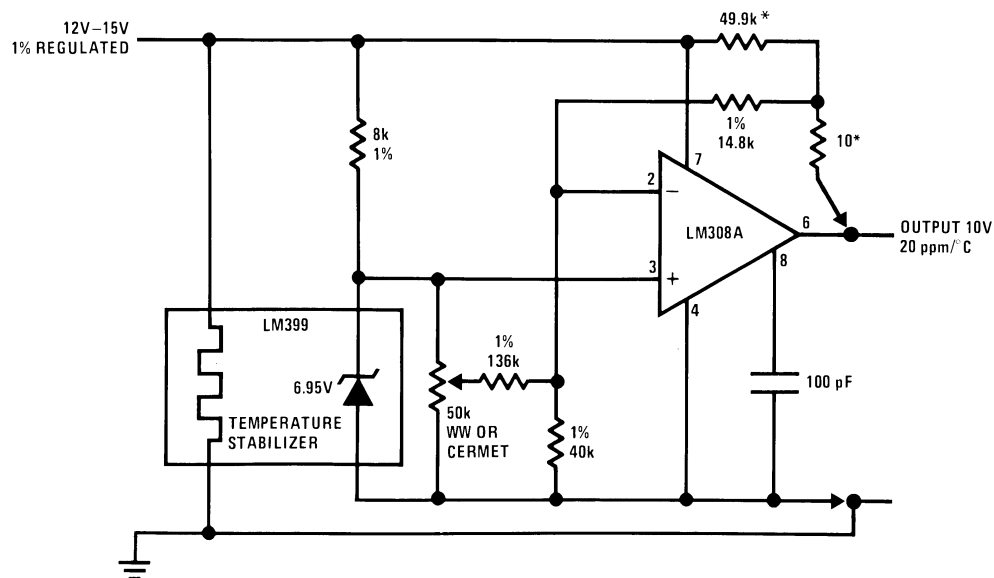 12V–15V
1% REGULATED
49.9k *
1%
14.8k
8k
1%
10*
7
2
–
LM308A
6
OUTPUT 10V
20 ppm/°C
3
+
8
4
LM399
1%
136k
6.95V
100 pF
50k
WW OR
CERMET
TEMPERATURE
STABILIZER
1%
40k